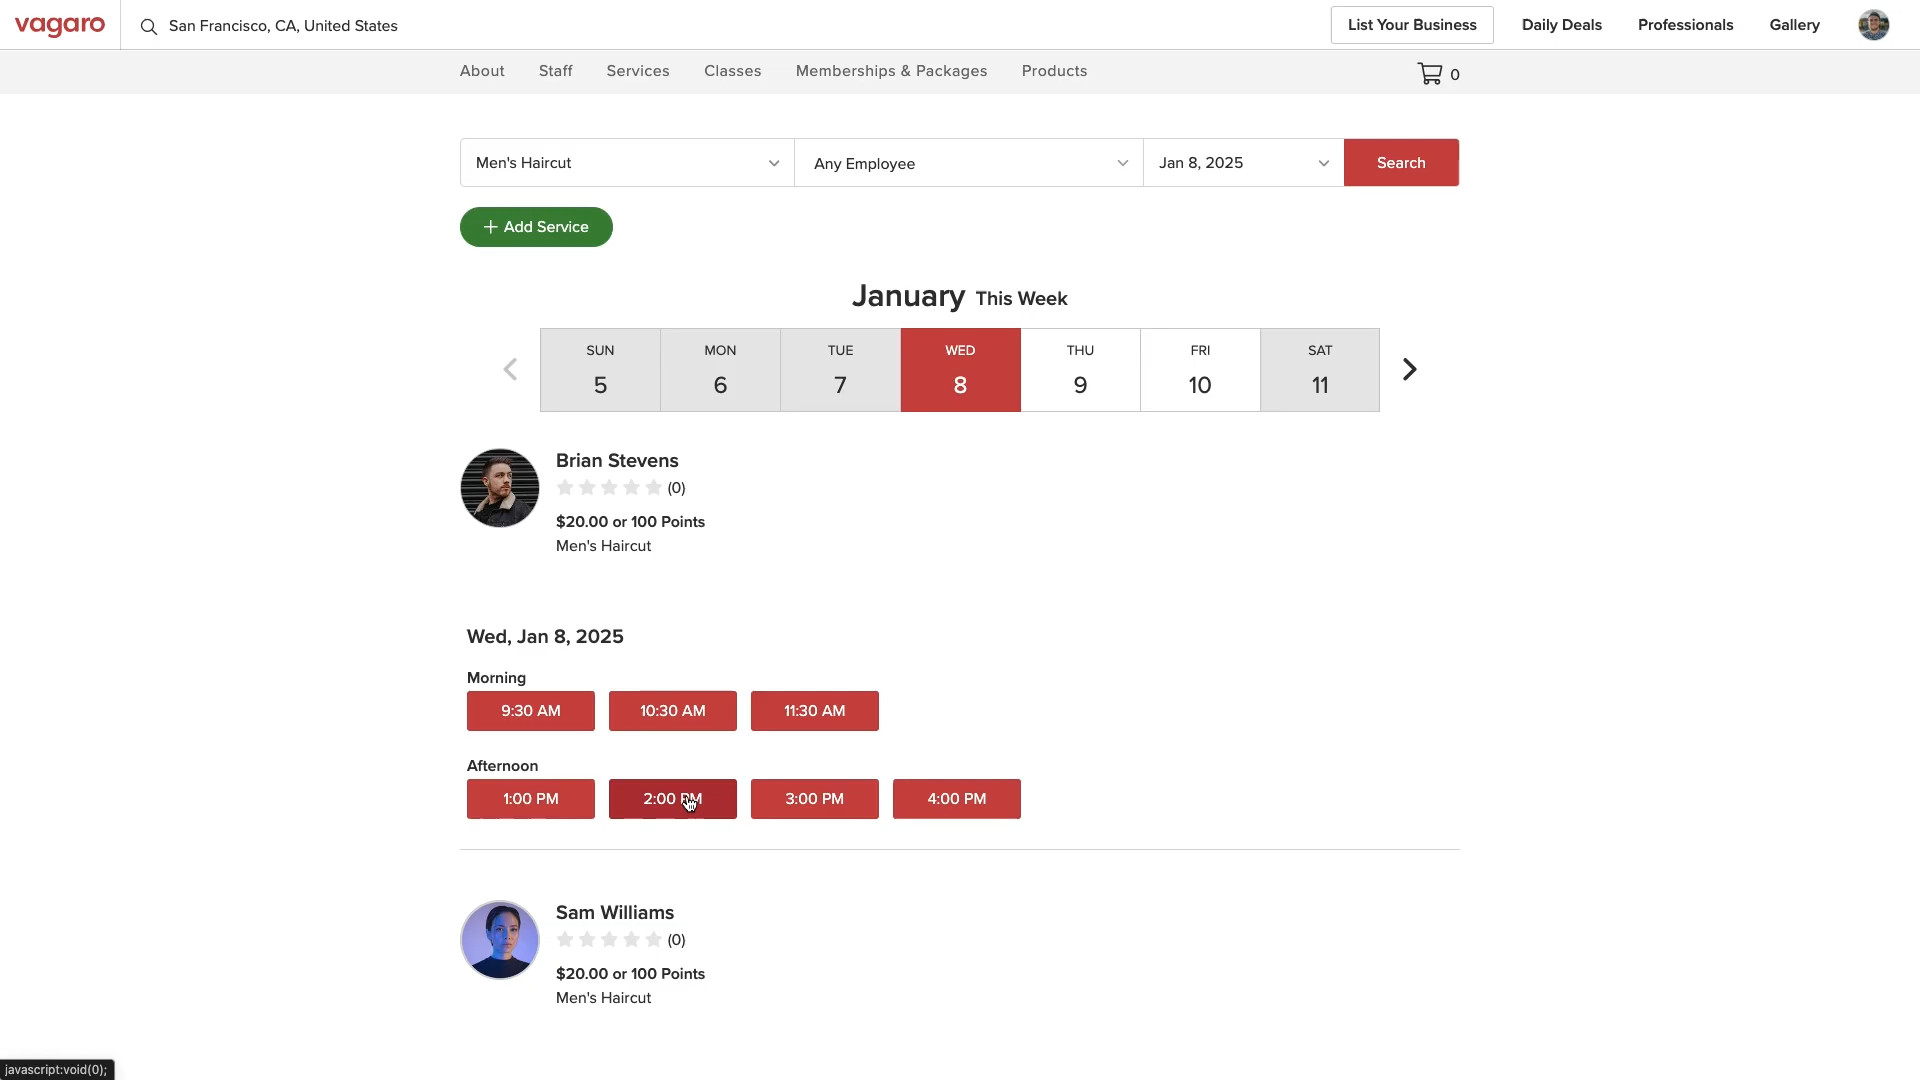 vagaro
San Francisco, CA, United States
List Your Business
Daily Deals
Professionals
Gallery
About
Staff
Services
Classes
Memberships & Packages
Products
0
Men's Haircut
Any Employee
Jan 8, 2025
Search
+ Add Service
January This Week
SUN
5
MON
6
TUE
7
WED
8
THU
9
FRI
10
SAT
11
Brian Stevens
(0)
$20.00 or 100 Points
Men's Haircut
Wed, Jan 8, 2025
Morning
9:30 AM
10:30 AM
11:30 AM
Afternoon
1:00 PM
2:00 PM
3:00 PM
4:00 PM
Sam Williams
(0)
$20.00 or 100 Points
Men's Haircut
javascript:void(0);